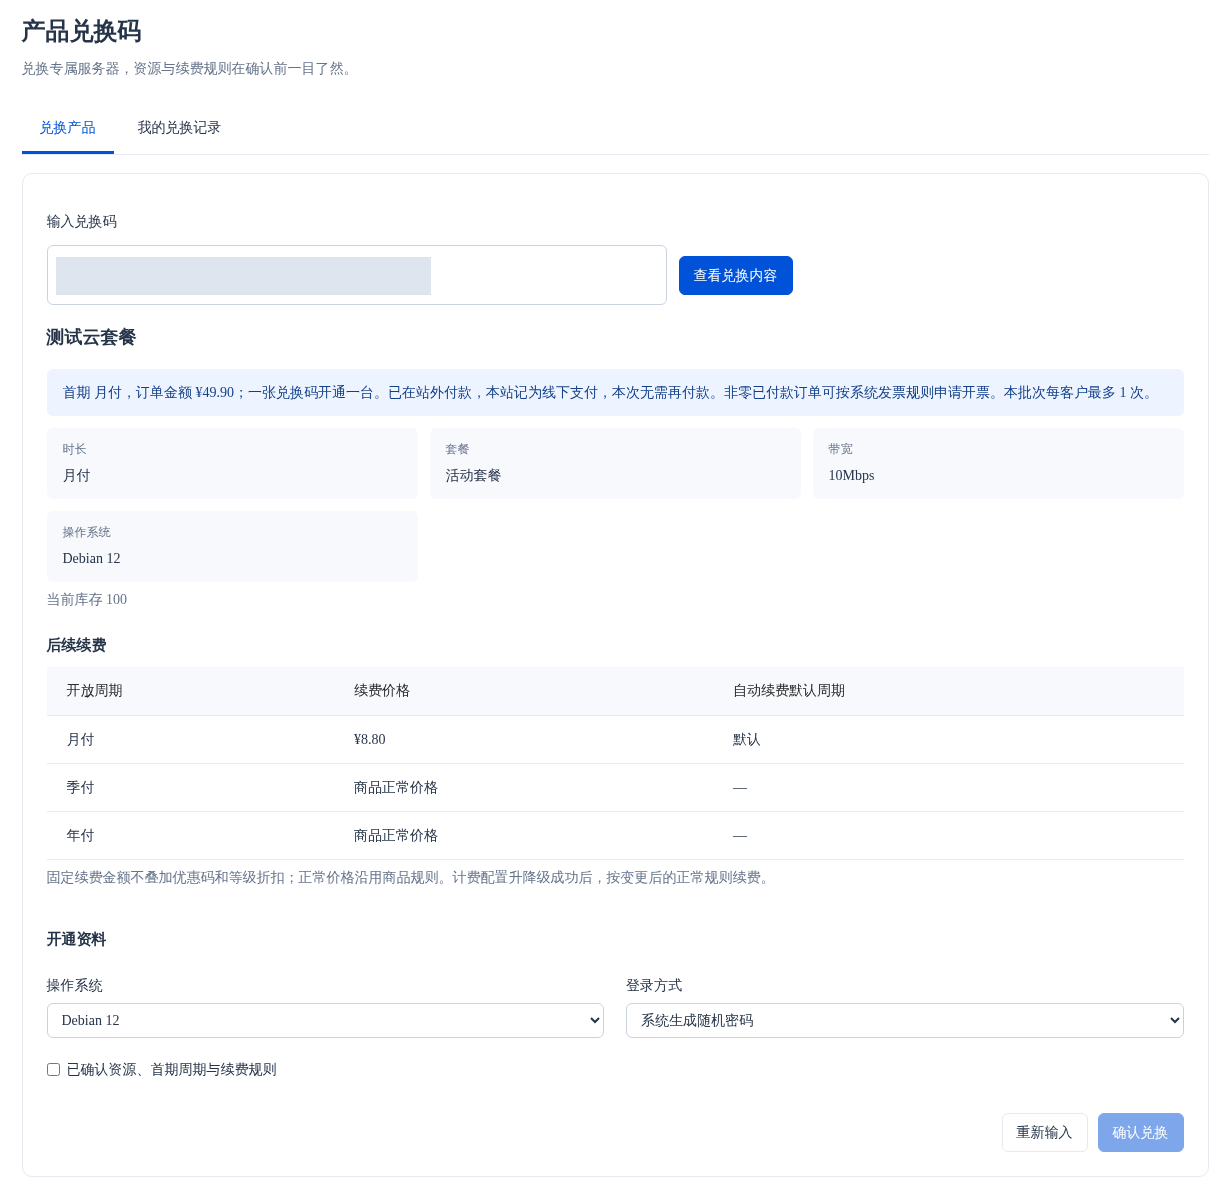 产品兑换码
兑换专属服务器，资源与续费规则在确认前一目了然。
兑换产品 我的兑换记录
输入兑换码
查看兑换内容
测试云套餐
首期 月付，订单金额 ¥49.90；一张兑换码开通一台。已在站外付款，本站记为线下支付，本次无需再付款。非零已付款订单可按系统发票规则申请开票。本批次每客户最多 1 次。
时长 套餐 带宽
月付 活动套餐 10Mbps
操作系统
Debian 12
当前库存 100
后续续费
开放周期 续费价格 自动续费默认周期
月付 ¥8.80 默认
季付 商品正常价格 —
年付 商品正常价格 —
固定续费金额不叠加优惠码和等级折扣；正常价格沿用商品规则。计费配置升降级成功后，按变更后的正常规则续费。
开通资料
操作系统 登录方式
Debian 12 系统生成随机密码
已确认资源、首期周期与续费规则
重新输入 确认兑换